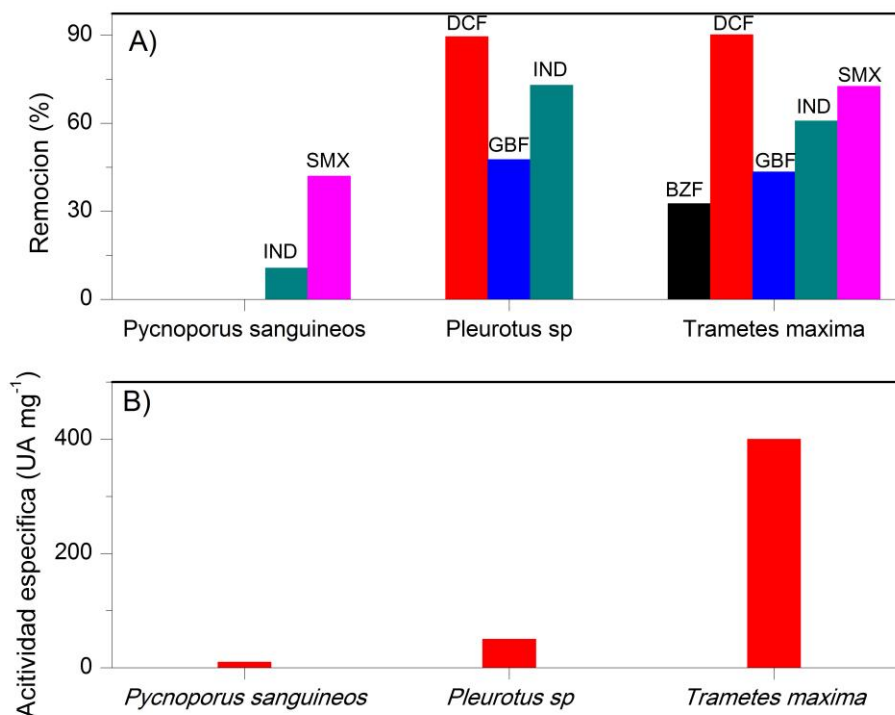 A)
Remocion (%)
90
60
30
0
IND
SMX
DCF
GBF
IND
BZF
DCF
GBF
IND
SMX
Pycnoporus sanguineos
Pleurotus sp
Trametes maxima
B)
Acitividad especifica (UA mg⁻¹)
400
200
0
Pycnoporus sanguineos
Pleurotus sp
Trametes maxima